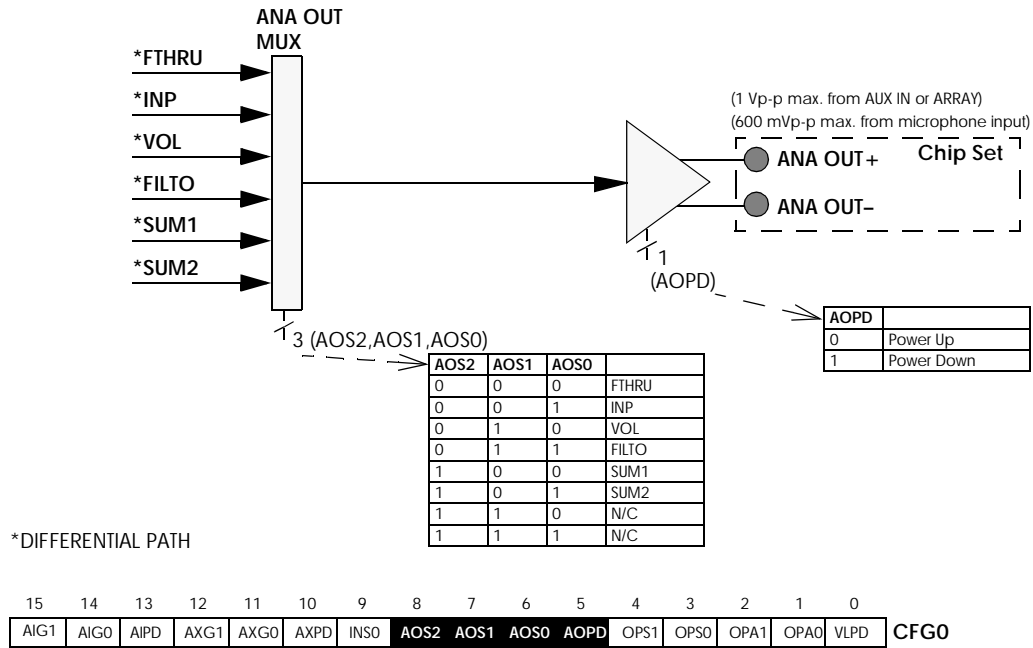 ANA OUT
MUX
*FTHRU
*INP
*VOL
*FILTO
*SUM1
*SUM2
(1 Vp-p max. from AUX IN or ARRAY)
(600 mVp-p max. from microphone input)
Chip Set
ANA OUT+
ANA OUT–
1
(AOPD)
3 (AOS2,AOS1,AOS0)
AOPD
0 Power Up
1 Power Down
AOS2 AOS1 AOS0
0 0 0 FTHRU
0 0 1 INP
0 1 0 VOL
0 1 1 FILTO
1 0 0 SUM1
1 0 1 SUM2
1 1 0 N/C
1 1 1 N/C
*DIFFERENTIAL PATH
15 14 13 12 11 10 9 8 7 6 5 4 3 2 1 0
AIG1 AIG0 AIPD AXG1 AXG0 AXPD INS0 AOS2 AOS1 AOS0 AOPD OPS1 OPS0 OPA1 OPA0 VLPD CFG0